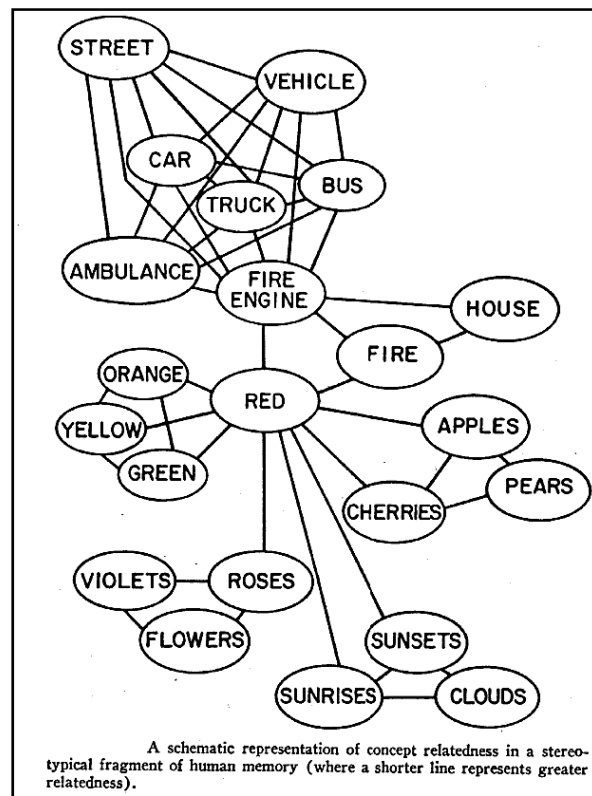 STREET
VEHICLE
CAR
BUS
TRUCK
AMBULANCE
FIRE
ENGINE
HOUSE
FIRE
ORANGE
RED
YELLOW
APPLES
GREEN
PEARS
CHERRIES
VIOLETS
ROSES
FLOWERS
SUNSETS
SUNRISES
CLOUDS
A schematic representation of concept relatedness in a stereo-
typical fragment of human memory (where a shorter line represents greater
relatedness).